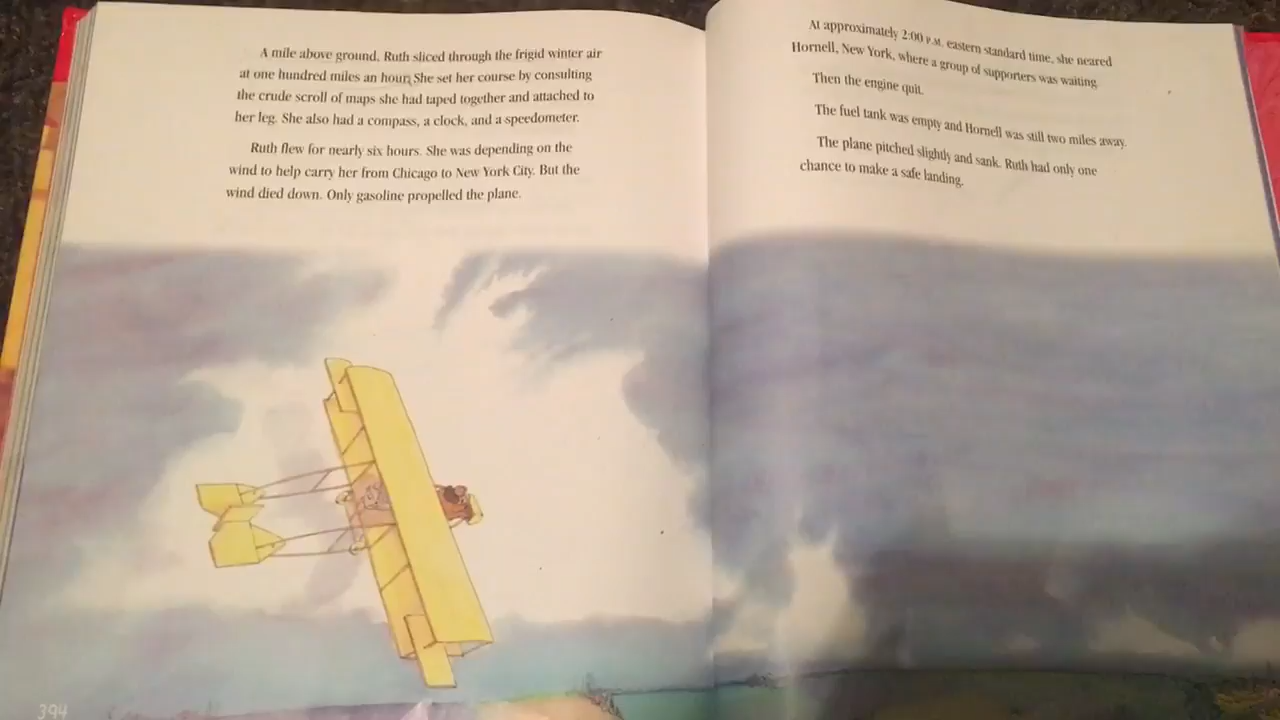 A mile above ground, Ruth sliced through the frigid winter air
at one hundred miles an hour. She set her course by consulting
the crude scroll of maps she had taped together and attached to
her leg. She also had a compass, a clock, and a speedometer.
Ruth flew for nearly six hours. She was depending on the
wind to help carry her from Chicago to New York City. But the
wind died down. Only gasoline propelled the plane.
394
At approximately 2:00 P.M. eastern standard time, she neared
Hornell, New York, where a group of supporters was waiting.
Then the engine quit.
The fuel tank was empty and Hornell was still two miles away.
The plane pitched slightly and sank. Ruth had only one
chance to make a safe landing.